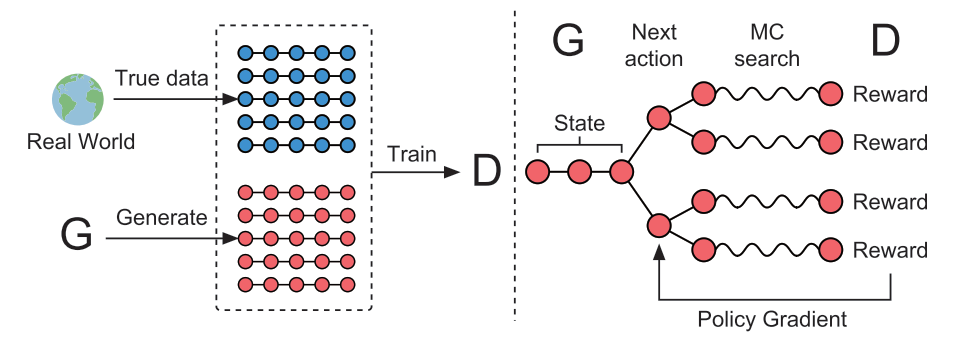 True data
Real World
G
Generate
Train
D
G
Next
action
MC
search
D
State
Reward
Reward
Reward
Reward
Policy Gradient